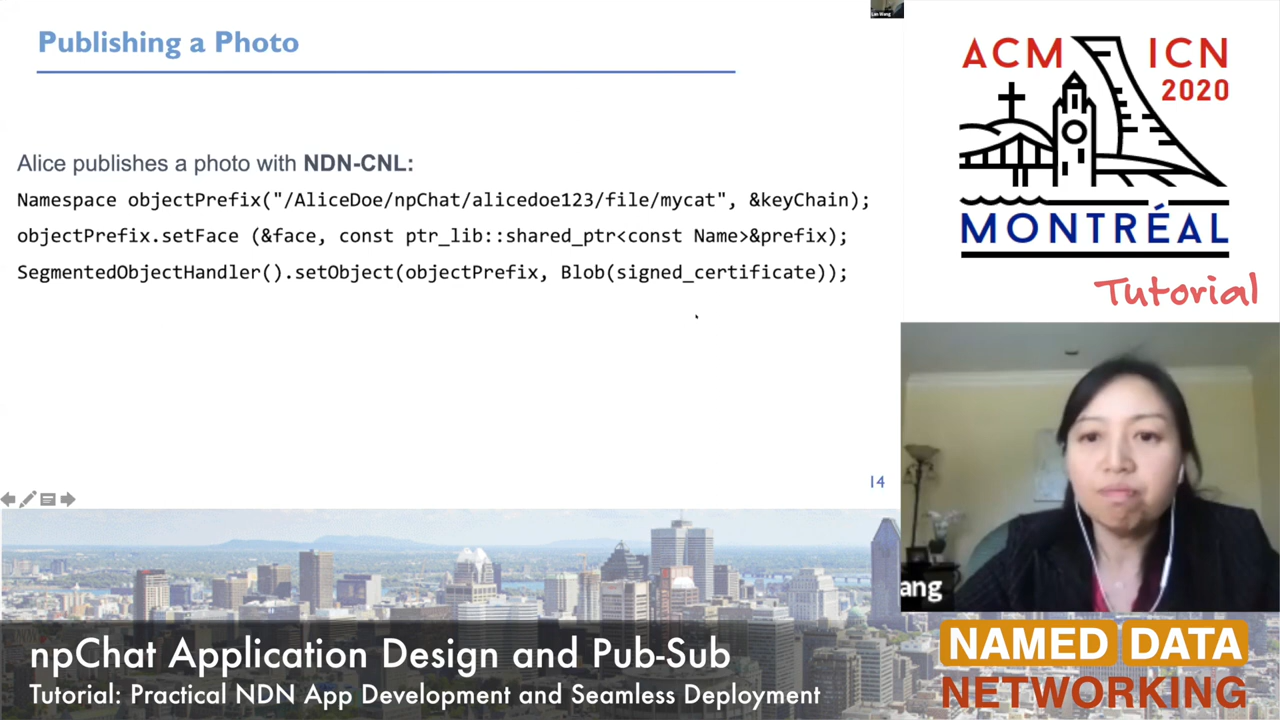 Publishing a Photo
Alice publishes a photo with NDN-CNL:
Namespace objectPrefix("/AliceDoe/npChat/alicedoe123/file/mycat", &keyChain);
objectPrefix.setFace (&face, const ptr_lib::shared_ptr<const Name>&prefix);
SegmentedObjectHandler().setObject(objectPrefix, Blob(signed_certificate));
14
ACM ICN
2020
MONTRÉAL
Tutorial
ang
npChat Application Design and Pub-Sub
Tutorial: Practical NDN App Development and Seamless Deployment
NAMED DATA
NETWORKING